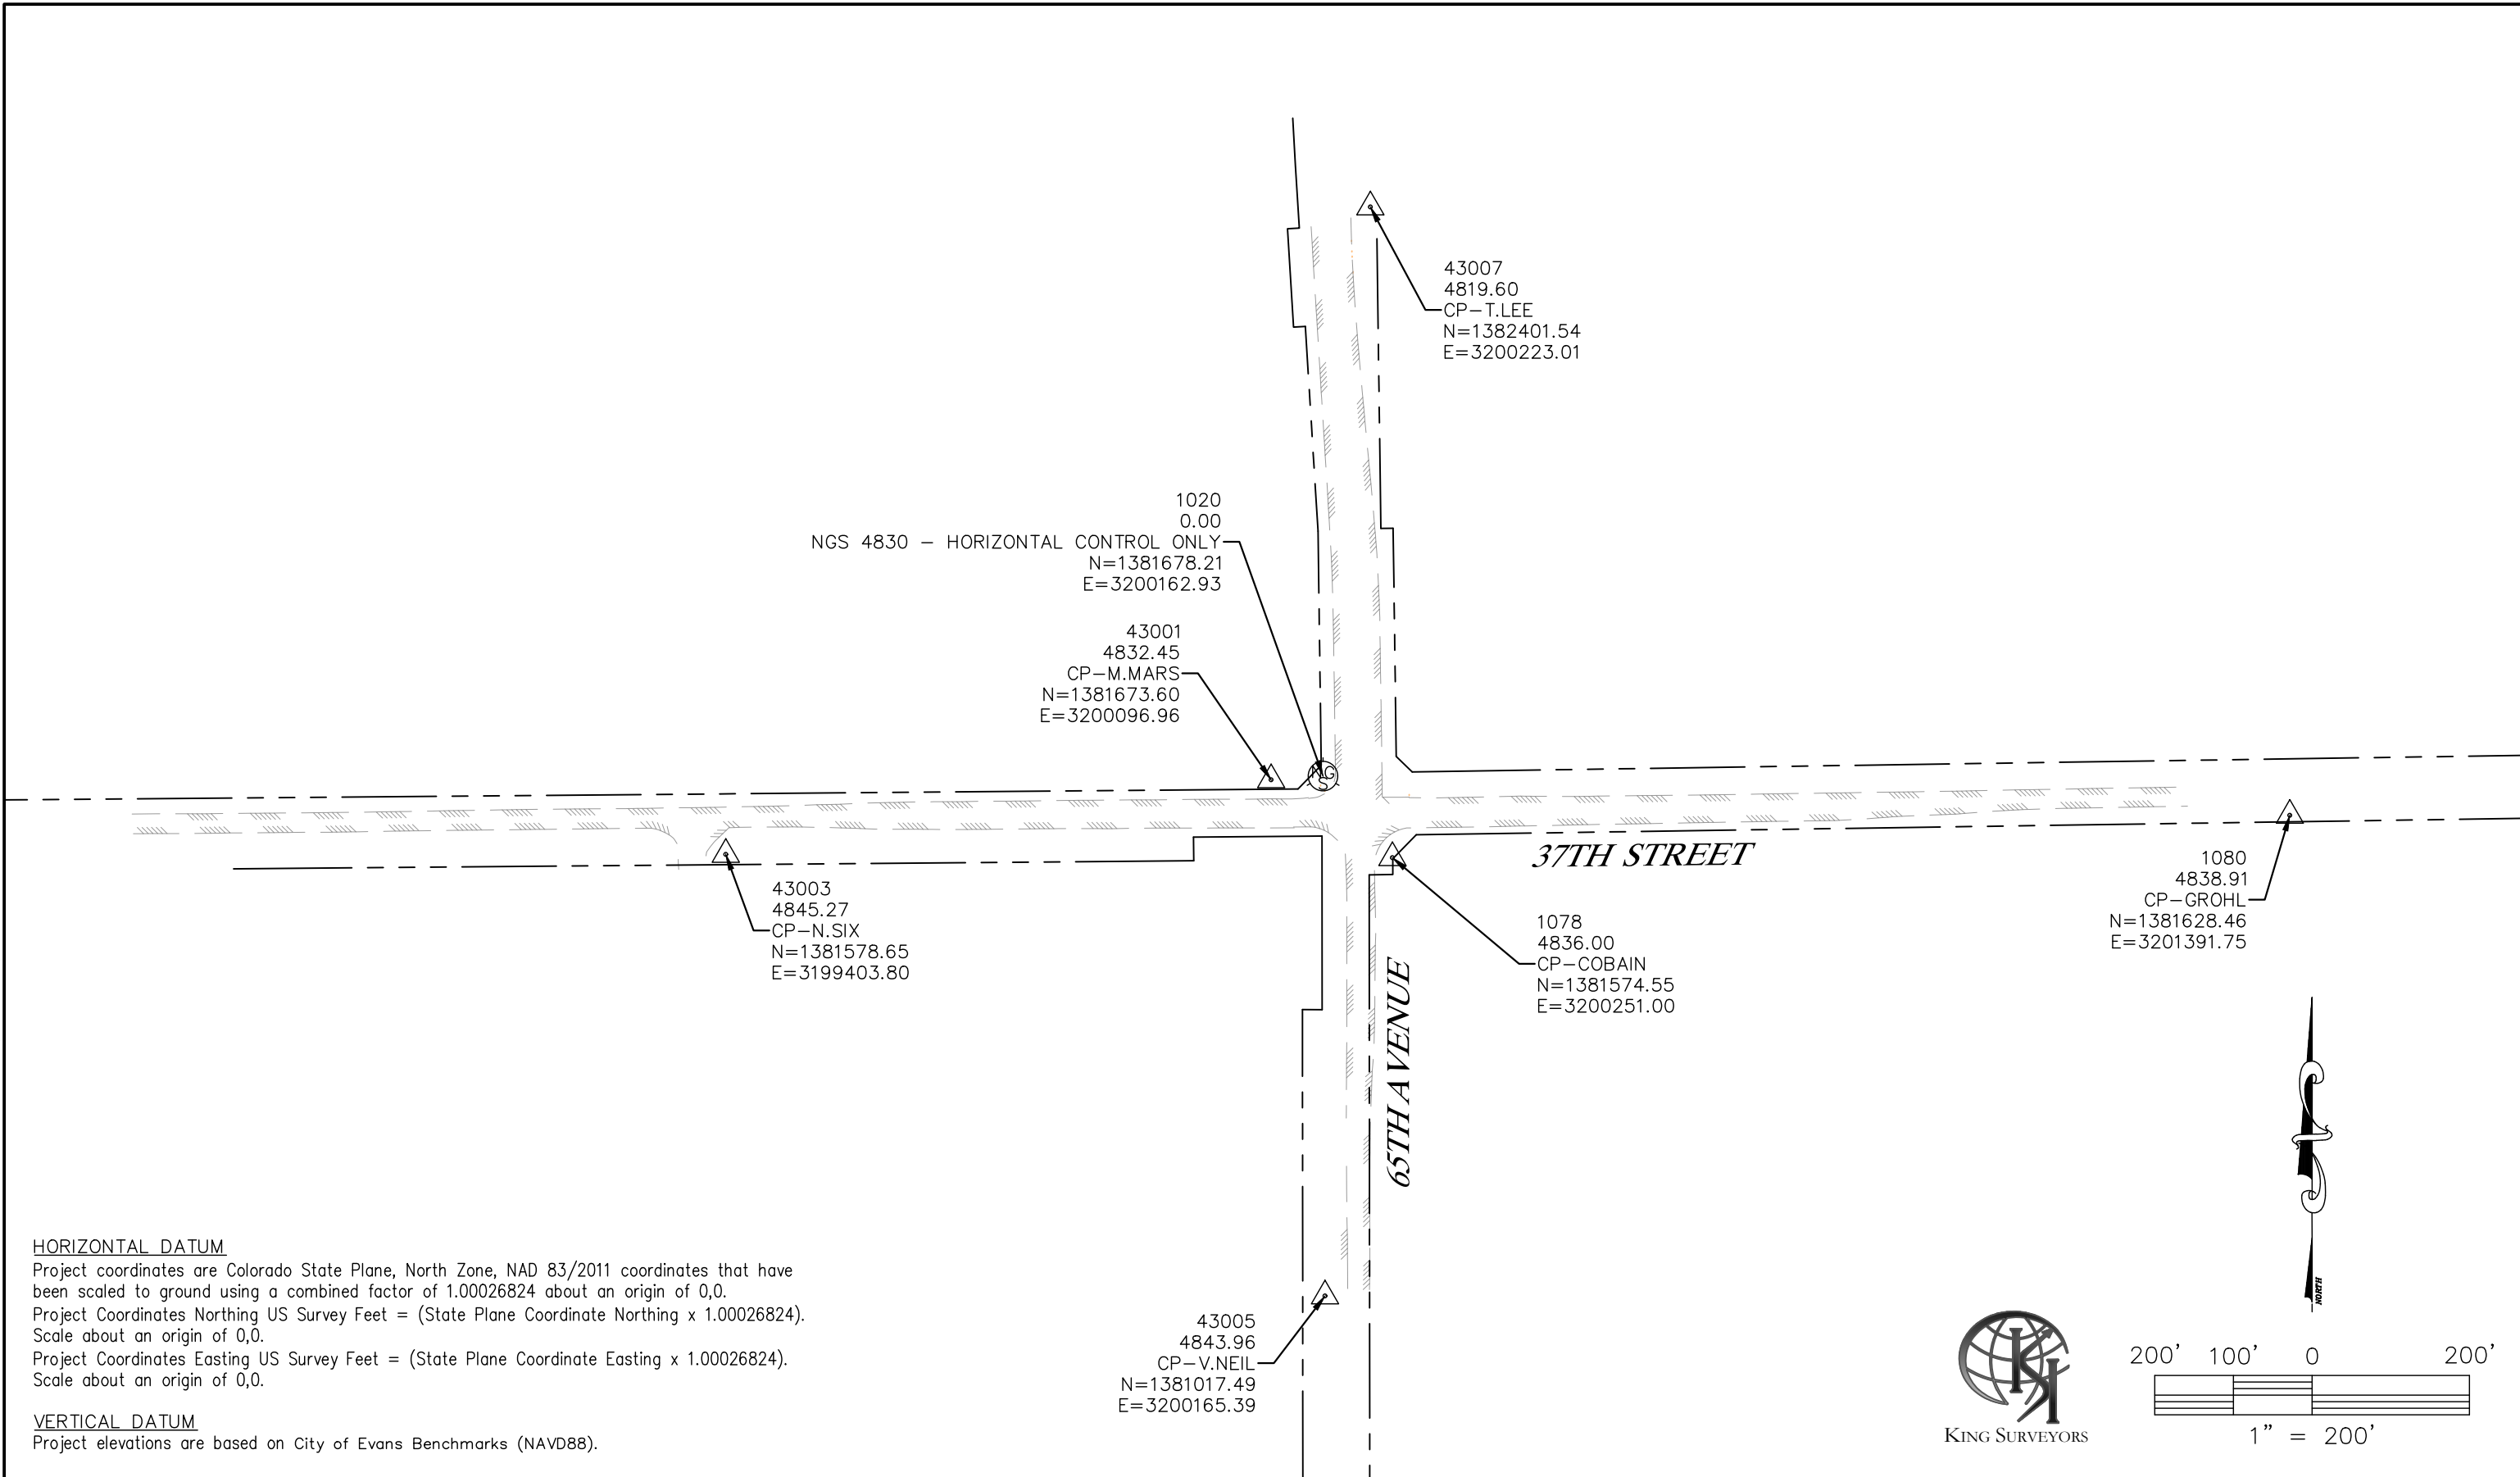 43007
4819.60
CP-T.LEE
N=1382401.54
E=3200223.01
1020
0.00
NGS 4830 - HORIZONTAL CONTROL ONLY
N=1381678.21
E=3200162.93
43001
4832.45
CP-M.MARS
N=1381673.60
E=3200096.96
NG
S
37TH STREET
43003
4845.27
CP-N.SIX
N=1381578.65
E=3199403.80
1078
4836.00
CP-COBAIN
N=1381574.55
E=3200251.00
1080
4838.91
CP-GROHL
N=1381628.46
E=3201391.75
65TH AVENUE
43005
4843.96
CP-V.NEIL
N=1381017.49
E=3200165.39
HORIZONTAL DATUM
Project coordinates are Colorado State Plane, North Zone, NAD 83/2011 coordinates that have
been scaled to ground using a combined factor of 1.00026824 about an origin of 0,0.
Project Coordinates Northing US Survey Feet = (State Plane Coordinate Northing x 1.00026824).
Scale about an origin of 0,0.
Project Coordinates Easting US Survey Feet = (State Plane Coordinate Easting x 1.00026824).
Scale about an origin of 0,0.
VERTICAL DATUM
Project elevations are based on City of Evans Benchmarks (NAVD88).
NORTH
KSI
KING SURVEYORS
200' 100' 0 200'
1" = 200'